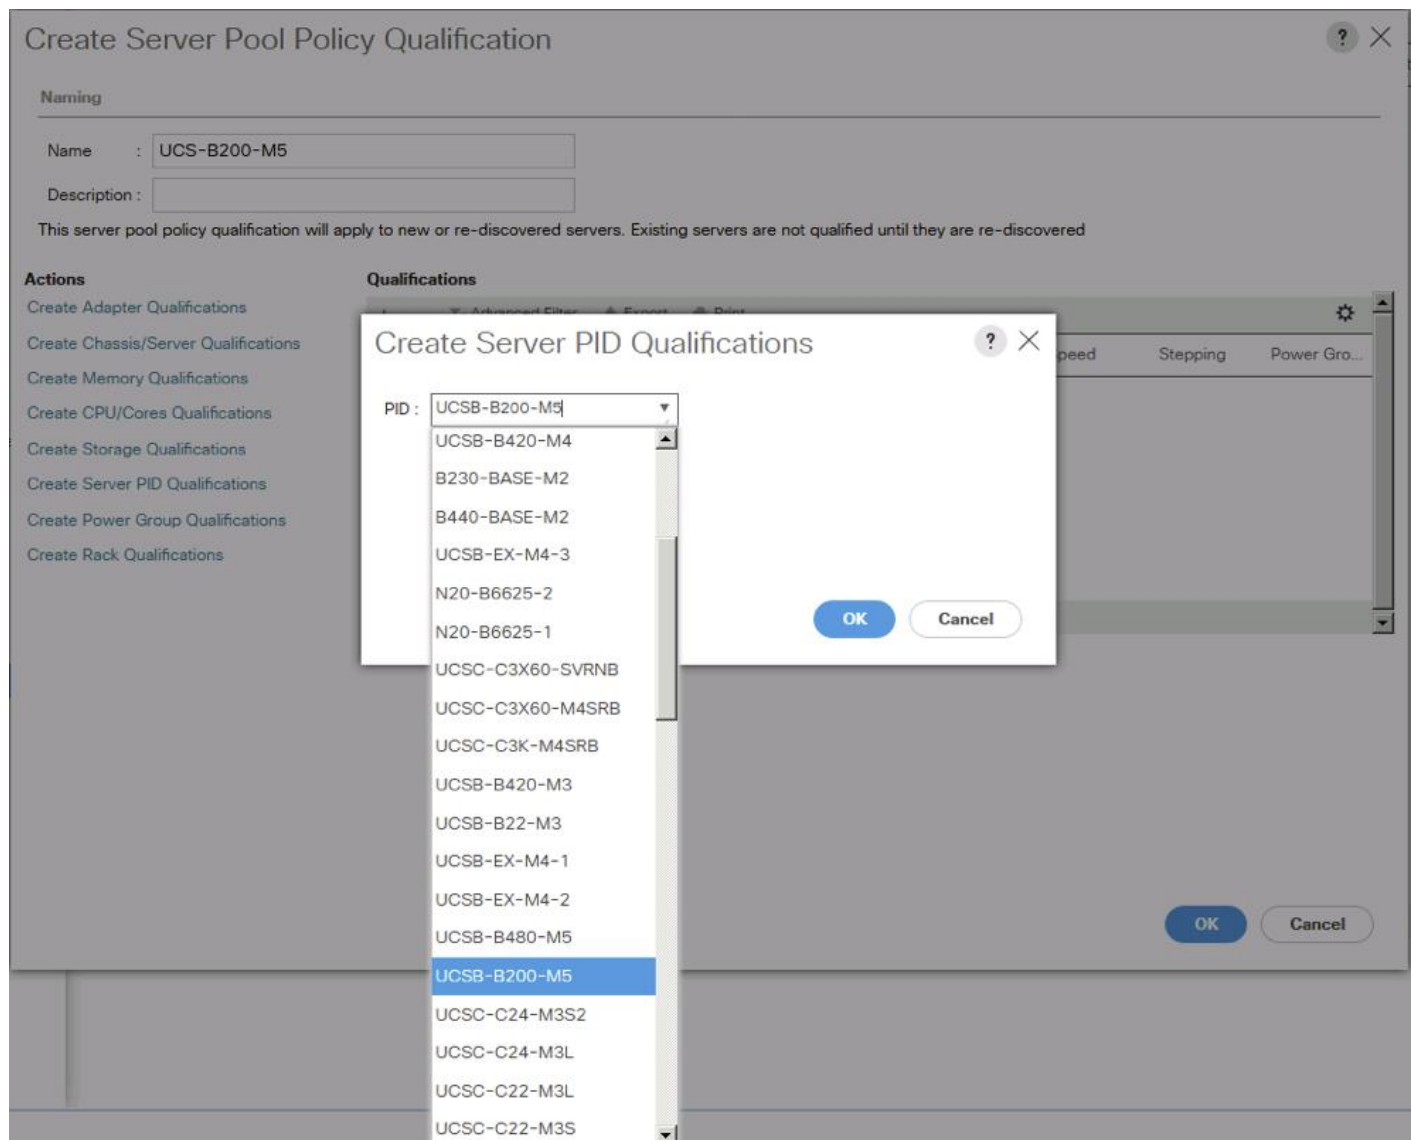 Create Server Pool Policy Qualification
?
Naming
Name : UCS-B200-M5
Description :
This server pool policy qualification will apply to new or re-discovered servers. Existing servers are not qualified until they are re-discovered
Actions
Create Adapter Qualifications
Create Chassis/Server Qualifications
Create Memory Qualifications
Create CPU/Cores Qualifications
Create Storage Qualifications
Create Server PID Qualifications
Create Power Group Qualifications
Create Rack Qualifications
Qualifications
Advanced Filter Export Print
Stepping Power Gro...
Create Server PID Qualifications
?
PID : UCSB-B200-M5
UCSB-B420-M4
B230-BASE-M2
B440-BASE-M2
UCSB-EX-M4-3
N20-B6625-2
N20-B6625-1
UCSC-C3X60-SVRNB
UCSC-C3X60-M4SRB
UCSC-C3K-M4SRB
UCSB-B420-M3
UCSB-B22-M3
UCSB-EX-M4-1
UCSB-EX-M4-2
UCSB-B480-M5
UCSB-B200-M5
UCSC-C24-M3S2
UCSC-C24-M3L
UCSC-C22-M3L
UCSC-C22-M3S
OK Cancel
OK Cancel